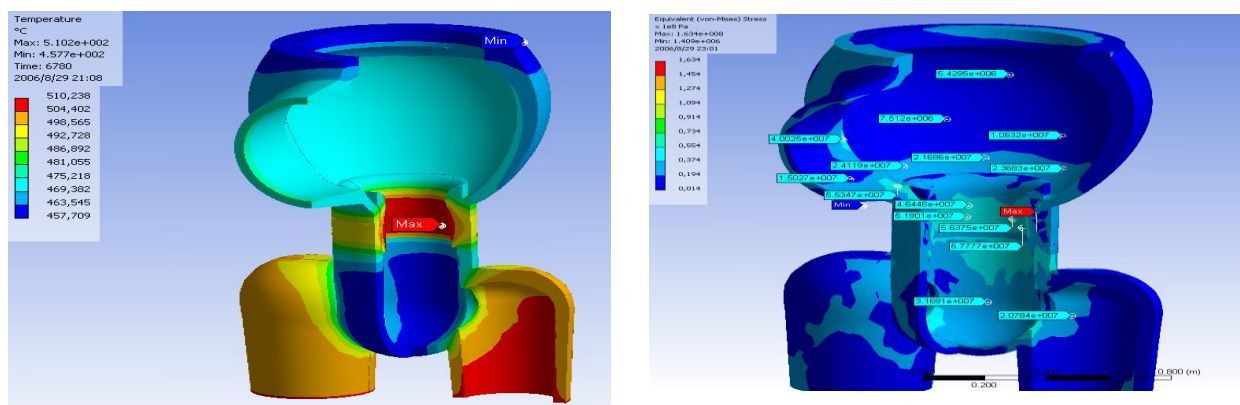 Temperature
°C
Max: 5.102e+002
Min: 4.577e+002
Time: 6780
2006/8/29 21:08
510,238
504,402
498,565
492,728
486,892
481,055
475,218
469,382
463,545
457,709
Min
Max
Equivalent (von-Mises) Stress
× 1e8 Pa
Max: 1.634e+008
Min: 1.409e+006
2006/8/29 23:01
1,634
1,454
1,274
1,094
0,914
0,734
0,554
0,374
0,194
0,014
5.4295e+006
7.512e+006
1.0632e+007
4.0025e+007
2.1686e+007
2.4119e+007
2.3683e+007
1.5027e+007
5.5347e+007
Min
4.6446e+007
Max
5.1901e+007
5.6375e+007
5.7777e+007
3.1691e+007
2.0784e+007
0.800 (m)
0.200